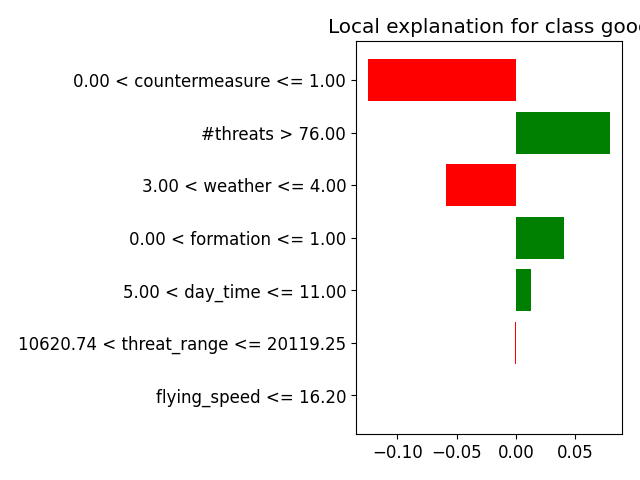 Local explanation for class goo
0.00 < countermeasure <= 1.00
#threats > 76.00
3.00 < weather <= 4.00
0.00 < formation <= 1.00
5.00 < day_time <= 11.00
10620.74 < threat_range <= 20119.25
flying_speed <= 16.20
−0.10 −0.05 0.00 0.05